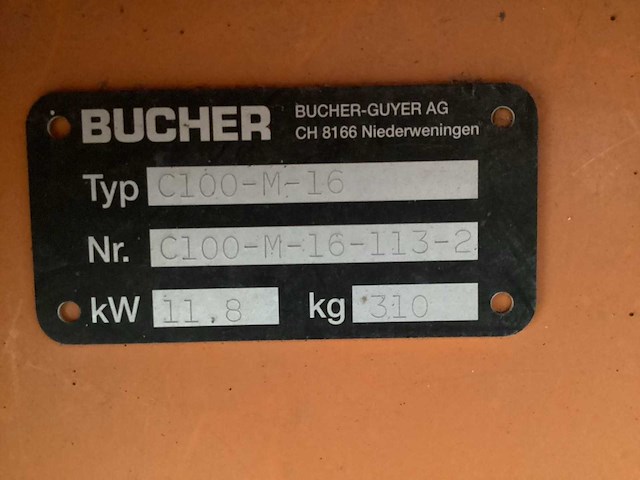 BUCHER BUCHER-GUYER AG
CH 8166 Niederweningen
Typ C100-M-16
Nr. C100-M-16-113-2
kW 11,8 kg 310